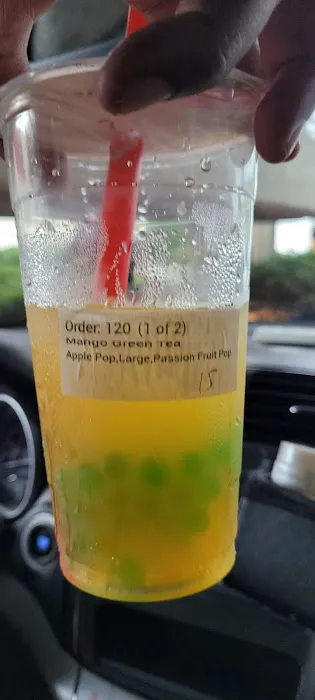 Order: 120 (1 of 2)
Mango Green Tea
Apple Pop,Large,Passion Fruit Pop
15